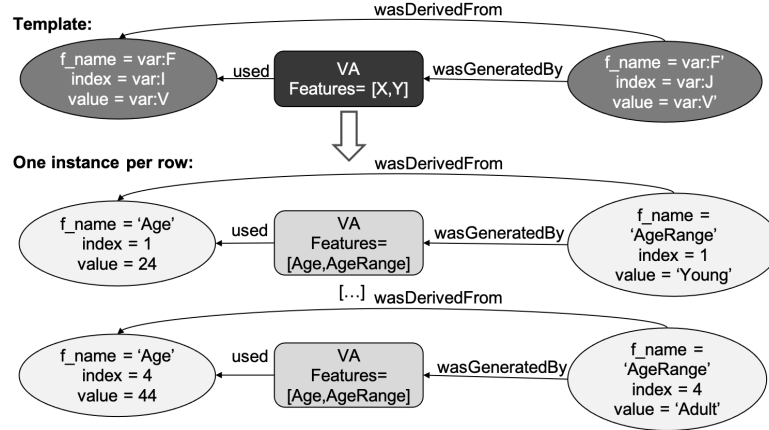 wasDerivedFrom
Template:
f_name = var:F
index = var:I
value = var:V
used
VA
Features= [X,Y]
wasGeneratedBy
f_name = var:F’
index = var:J
value = var:V’
One instance per row:
wasDerivedFrom
f_name = ‘Age’
index = 1
value = 24
used
VA
Features=
[Age,AgeRange]
wasGeneratedBy
f_name =
‘AgeRange’
index = 1
value = ‘Young’
[...]
wasDerivedFrom
f_name = ‘Age’
index = 4
value = 44
used
VA
Features=
[Age,AgeRange]
wasGeneratedBy
f_name =
‘AgeRange’
index = 4
value = ‘Adult’